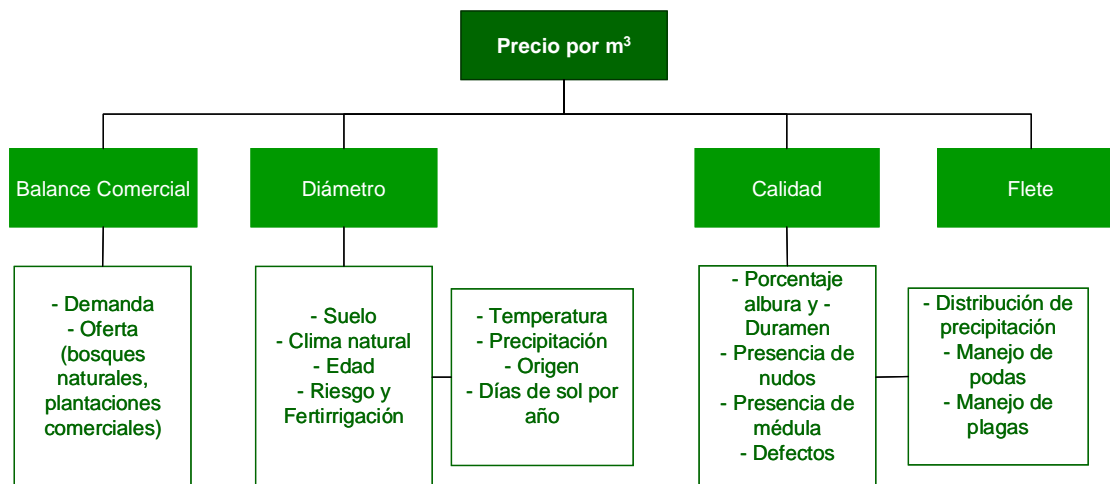 Precio por m³
Balance Comercial
Diámetro
Calidad
Flete
- Demanda
- Oferta
(bosques
naturales,
plantaciones
comerciales)
- Suelo
- Clima natural
- Edad
- Riesgo y
Fertirrigación
- Temperatura
- Precipitación
- Origen
- Días de sol por
año
- Porcentaje
albura y -
Duramen
- Presencia de
nudos
- Presencia de
médula
- Defectos
- Distribución de
precipitación
- Manejo de
podas
- Manejo de
plagas